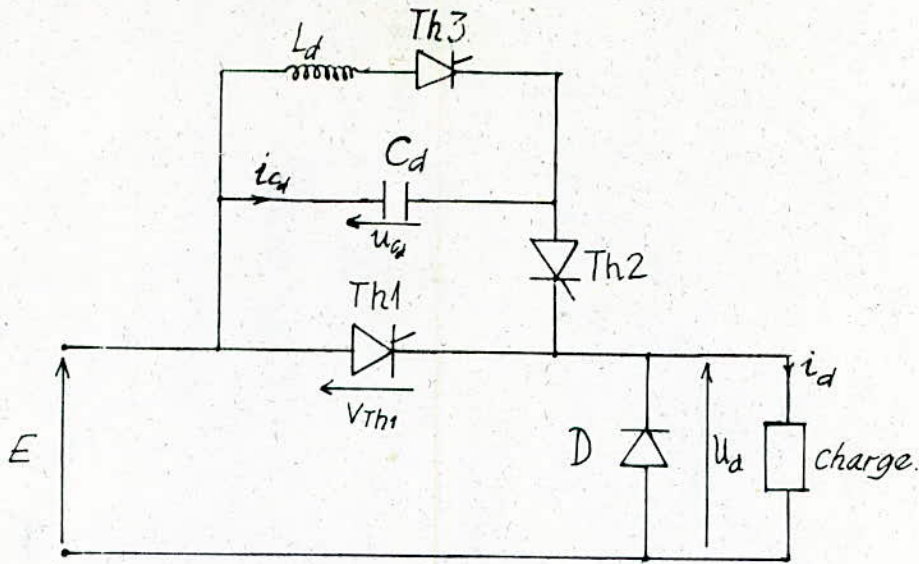 Ld
Th3
Cd
icd
ucd
Th2
Th1
VTh1
E
D
Ud
id
charge.